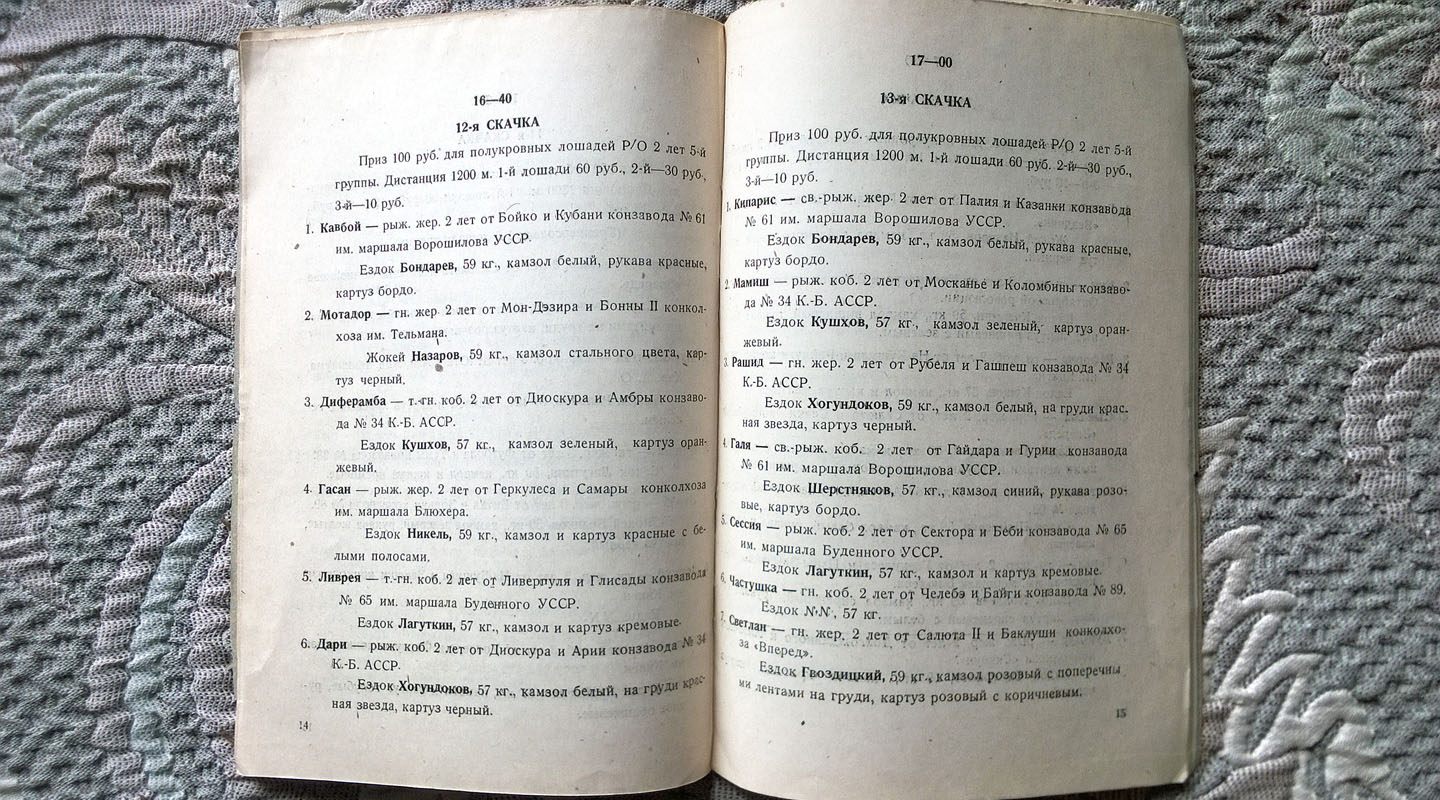 16—40
12-я СКАЧКА
Приз 100 руб. для полукровных лошадей Р/О 2 лет 5-й
группы. Дистанция 1200 м. 1-й лошади 60 руб., 2-й—30 руб.,
3-й—10 руб.
1. Кавбой — рыж. жер. 2 лет от Бойко и Кубани конзавода № 61
им. маршала Ворошилова УССР.
Ездок Бондарев, 59 кг., камзол белый, рукава красные,
картуз бордо.
2. Мотадор — гн. жер. 2 лет от Мон-Дэзира и Бонны II конкол-
хоза им. Тельмана.
Жокей Назаров, 59 кг., камзол стального цвета, кар-
туз черный.
3. Диферамба — т.-гн. коб. 2 лет от Диоскура и Амбры конзаво-
да № 34 К.-Б. АССР.
Ездок Кушхов, 57 кг., камзол зеленый, картуз оран-
жевый.
4. Гасан — рыж. жер. 2 лет от Геркулеса и Самары конколхоза
им. маршала Блюхера.
Ездок Никель, 59 кг., камзол и картуз красные с бе-
лыми полосами.
5. Ливрея — т.-гн. коб. 2 лет от Ливерпуля и Глисады конзавода
№ 65 им. маршала Буденного УССР.
Ездок Лагуткин, 57 кг., камзол и картуз кремовые.
6. Дари — рыж. коб. 2 лет от Диоскура и Арии конзавода № 34
К.-Б. АССР.
Ездок Хогундоков, 57 кг., камзол белый, на груди крас-
ная звезда, картуз черный.
14
17—00
13-я СКАЧКА
Приз 100 руб. для полукровных лошадей Р/О 2 лет 5-й
группы. Дистанция 1200 м. 1-й лошади 60 руб. 2-й—30 руб.,
3-й—10 руб.
1. Кипарис — св.-рыж. жер. 2 лет от Палия и Казанки конзавода
№ 61 им. маршала Ворошилова УССР.
Ездок Бондарев, 59 кг., камзол белый, рукава красные,
картуз бордо.
2. Мамиш — рыж. коб. 2 лет от Москанье и Коломбины конзаво-
да № 34 К.-Б. АССР.
Ездок Кушхов, 57 кг., камзол зеленый, картуз оран-
жевый.
3. Рашид — гн. жер. 2 лет от Рубеля и Гашпеш конзавода № 34
К.-Б. АССР.
Ездок Хогундоков, 59 кг., камзол белый, на груди крас.
ная звезда, картуз черный.
4. Галя — св.-рыж. коб. 2 лет от Гайдара и Гурии конзавода
№ 61 им. маршала Ворошилова УССР.
Ездок Шерстняков, 57 кг., камзол синий, рукава розо-
вые, картуз бордо.
5. Сессия — рыж. коб. 2 лет от Сектора и Беби конзавода № 65
им. маршала Буденного УССР.
Ездок Лагуткин, 57 кг., камзол и картуз кремовые.
6. Частушка — гн. коб. 2 лет от Челебэ и Байги конзавода № 89.
Ездок N.N., 57 кг.
7. Светлан — гн. жер. 2 лет от Салюта II и Баклуши конколхо-
за «Вперед».
Ездок Гвоздицкий, 59 кг., камзол розовый с поперечны
ми лентами на груди, картуз розовый с коричневым.
15